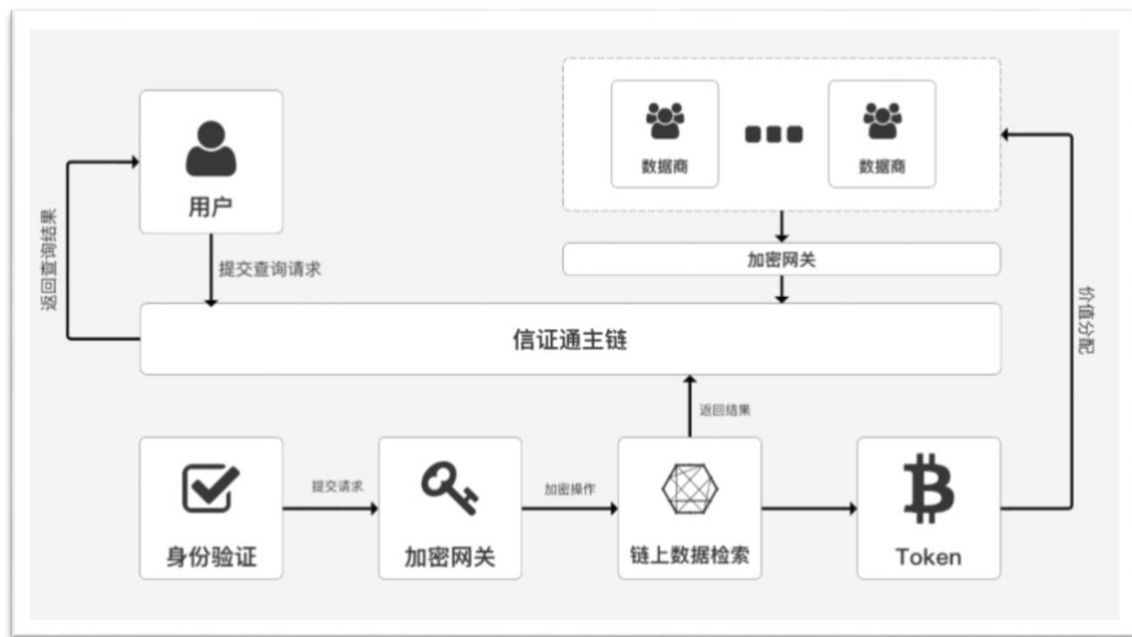 数据商
数据商
用户
返回查询结果
提交查询请求
加密网关
价值分配
信证通主链
返回结果
提交请求
加密操作
身份验证
加密网关
链上数据检索
Token